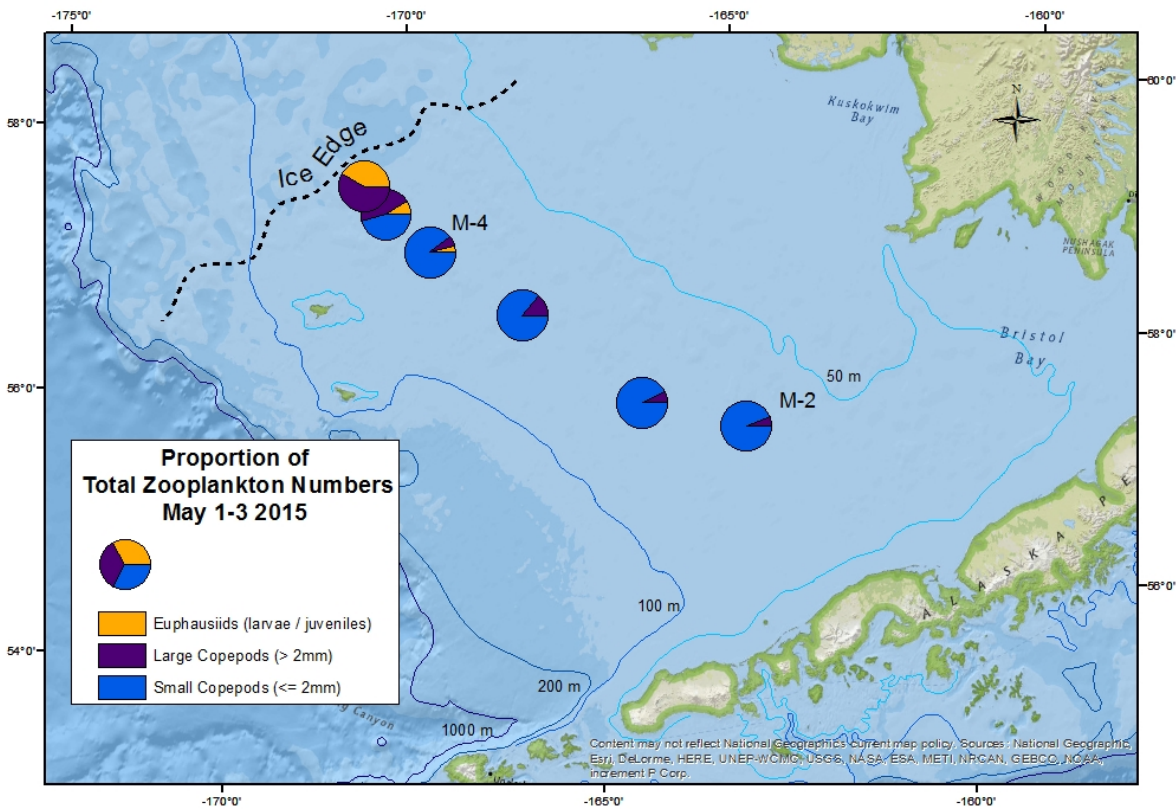 -175°0' -170°0' -165°0' -160°0'
60°0'
58°0'
Kuskokwim
Bay
N
Ice Edge
M-4
NUSHAGAK
PENINSULA
Bristol
Bay
58°0'
56°0'
50 m
M-2
Proportion of
Total Zooplankton Numbers
May 1-3 2015
Euphausiids (larvae / juveniles)
Large Copepods (> 2mm)
Small Copepods (<= 2mm)
ALASKA PE
56°0'
100 m
54°0'
200 m
1000 m
Canyon
Content may not reflect National Geographic's current map policy. Sources: National Geographic,
Esri, DeLorme, HERE, UNEP-WCMC, USGS, NASA, ESA, METI, NRCAN, GEBCO, NOAA,
increment P Corp.
-170°0' -165°0' -160°0'